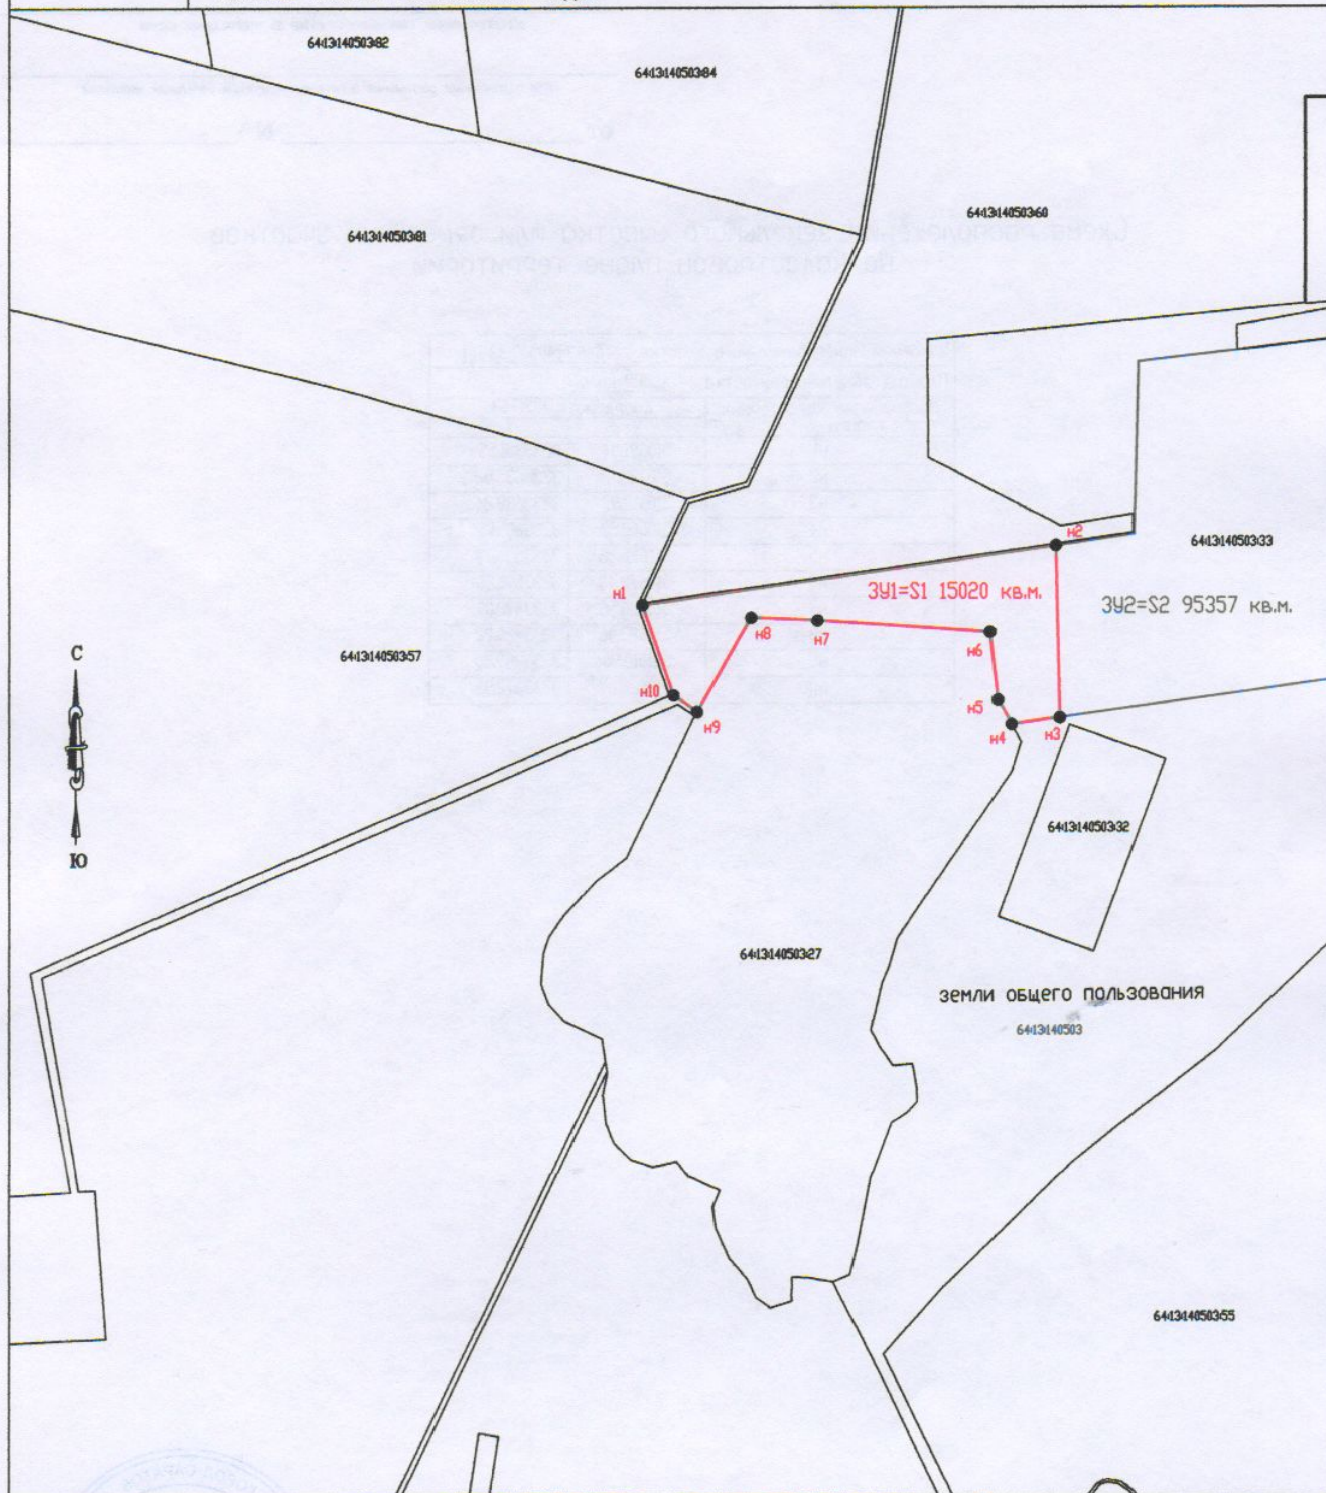 64:13:140503:82
64:13:140503:84
64:13:140503:60
64:13:140503:81
н2
64:13:140503:33
ЗУ1=S1 15020 кв.м.
н1
ЗУ2=S2 95357 кв.м.
н8
н7
н6
64:13:140503:57
С
н10
н5
н9
н4
н3
64:13:140503:32
Ю
64:13:140503:27
земли общего пользования
64:13:140503
64:13:140503:55